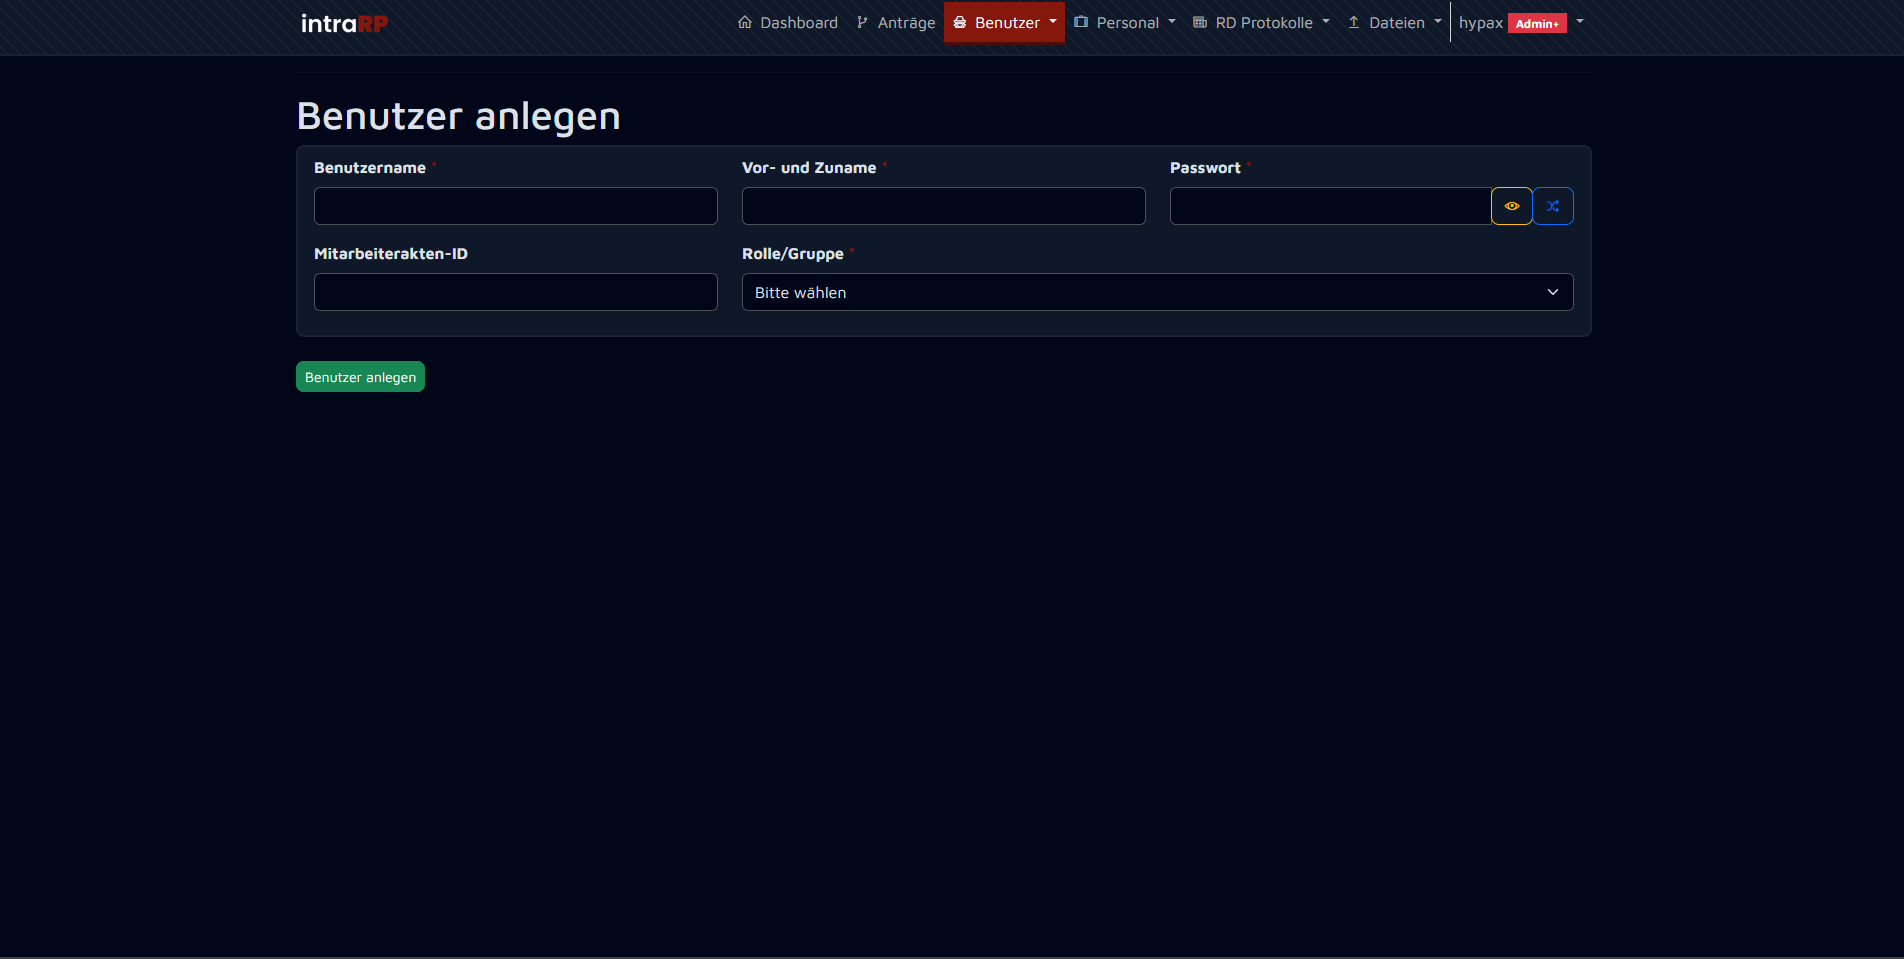 intraRP Dashboard Anträge Benutzer Personal RD Protokolle Dateien hypax Admin+
Benutzer anlegen
Benutzername * Vor- und Zuname * Passwort *
Mitarbeiterakten-ID Rolle/Gruppe *
Bitte wählen
Benutzer anlegen